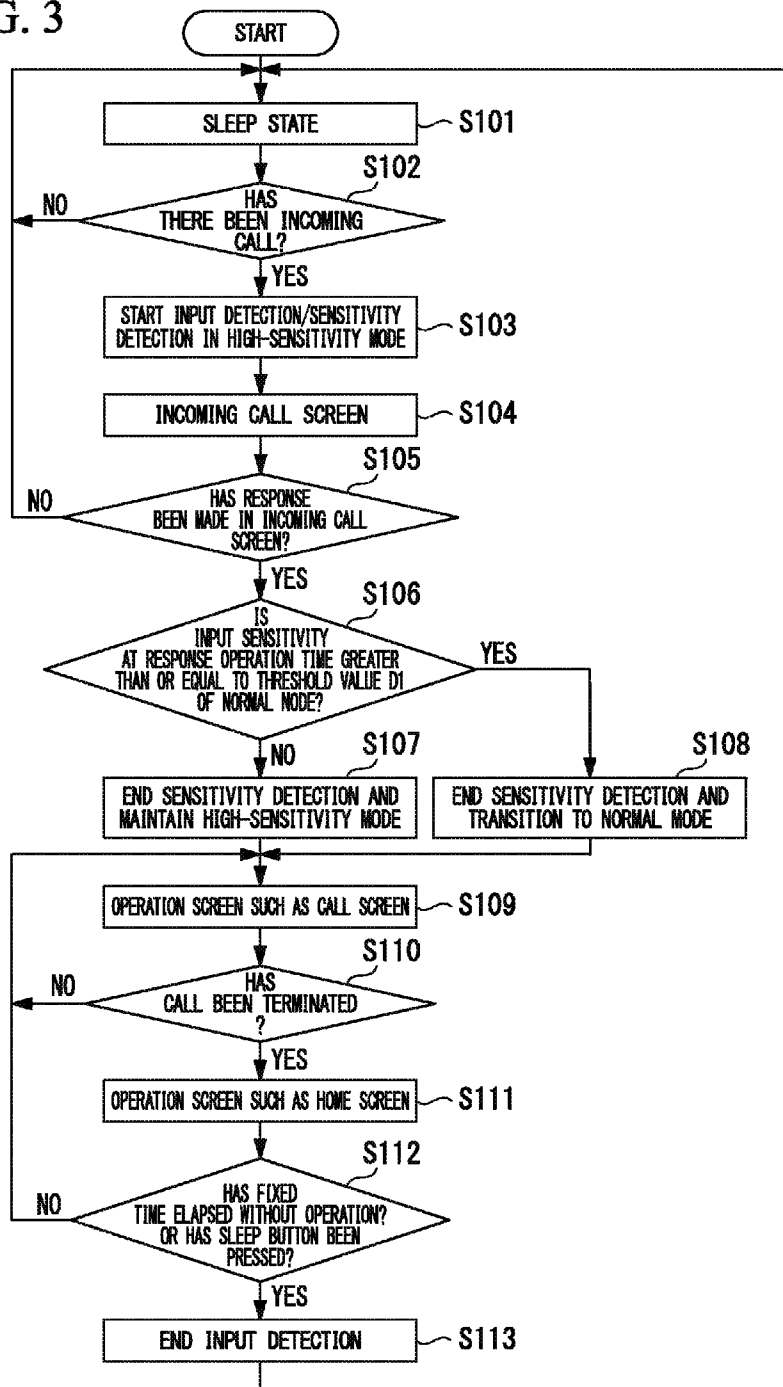 G. 3
START
SLEEP STATE
S101
S102
HAS
THERE BEEN INCOMING
CALL?
NO
YES
START INPUT DETECTION/SENSITIVITY
DETECTION IN HIGH-SENSITIVITY MODE
S103
INCOMING CALL SCREEN
S104
S105
HAS RESPONSE
BEEN MADE IN INCOMING CALL
SCREEN?
NO
YES
S106
IS
INPUT SENSITIVITY
AT RESPONSE OPERATION TIME GREATER
THAN OR EQUAL TO THRESHOLD VALUE D1
OF NORMAL NODE?
YES
NO
S107
END SENSITIVITY DETECTION AND
MAINTAIN HIGH-SENSITIVITY MODE
S108
END SENSITIVITY DETECTION AND
TRANSITION TO NORMAL MODE
OPERATION SCREEN SUCH AS CALL SCREEN
S109
S110
HAS
CALL BEEN TERMINATED
?
NO
YES
OPERATION SCREEN SUCH AS HOME SCREEN
S111
S112
HAS FIXED
TIME ELAPSED WITHOUT OPERATION?
OR HAS SLEEP BUTTON BEEN
PRESSED?
NO
YES
END INPUT DETECTION
S113